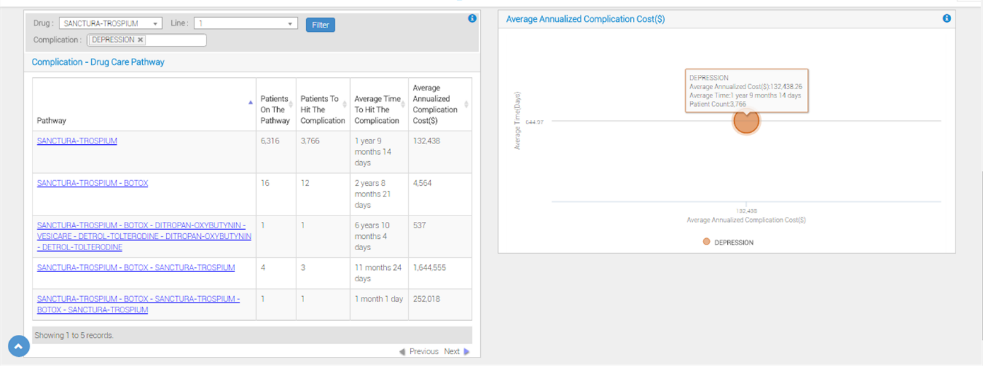 Drug : SANCTURA-TROSPIUM Line : 1 Filter
Complication : DEPRESSION ×
Complication - Drug Care Pathway
Pathway
Patients On The Pathway
Patients To Hit The Complication
Average Time To Hit The Complication
Average Annualized Complication Cost($)
SANCTURA-TROSPIUM 6,316 3,766 1 year 9 months 14 days 132,438
SANCTURA-TROSPIUM - BOTOX 16 12 2 years 8 months 21 days 4,564
SANCTURA-TROSPIUM - BOTOX - DITROPAN-OXYBUTYNIN -
VESICARE - DETROL-TOLTERODINE - DITROPAN-OXYBUTYNIN
- DETROL-TOLTERODINE 1 1 6 years 10 months 4 days 537
SANCTURA-TROSPIUM - BOTOX - SANCTURA-TROSPIUM 4 3 11 months 24 days 1,644,555
SANCTURA-TROSPIUM - BOTOX - SANCTURA-TROSPIUM -
BOTOX - SANCTURA-TROSPIUM 1 1 1 month 1 day 252,018
Showing 1 to 5 records.
Previous Next
Average Annualized Complication Cost($)
DEPRESSION
Average Annualized Cost($):132,438.26
Average Time:1 year 9 months 14 days
Patient Count:3,766
Average Time(Days)
132,438
Average Annualized Complication Cost($)
DEPRESSION